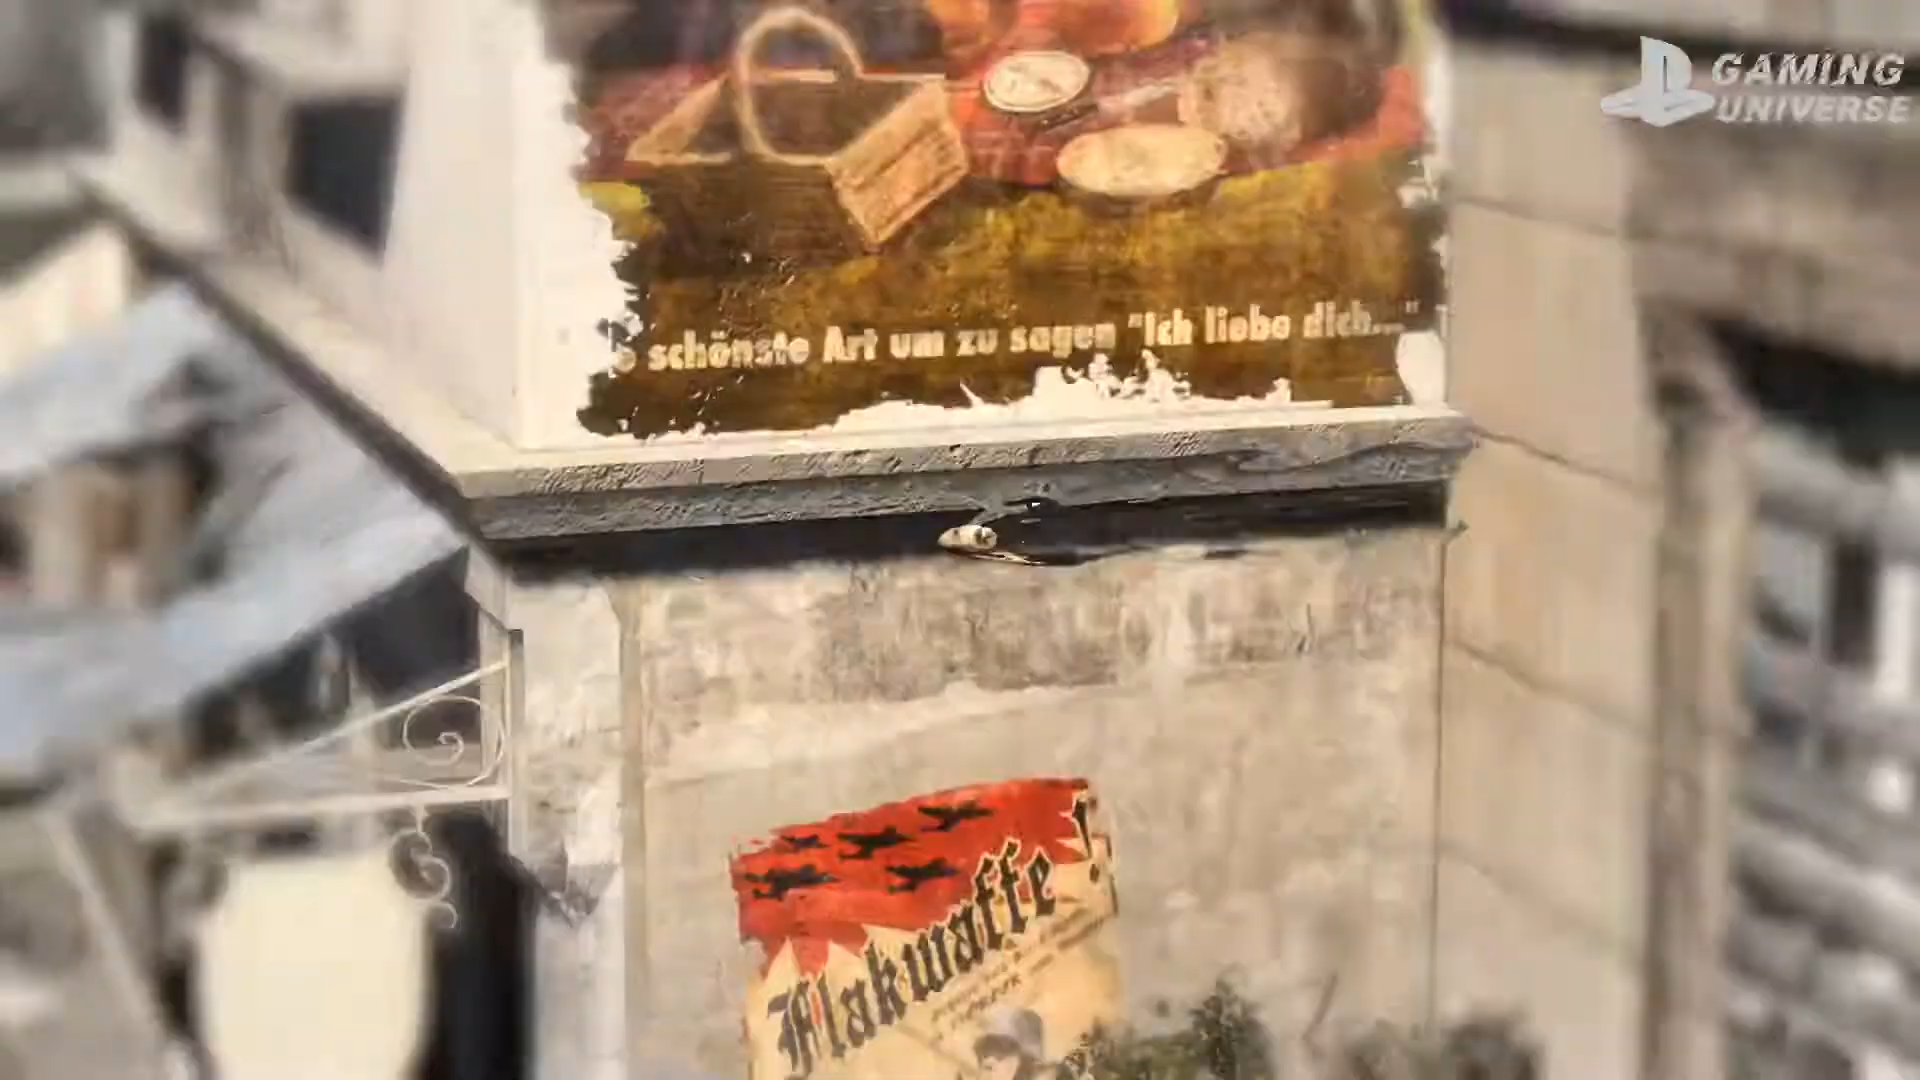 GAMING
UNIVERSE
schönste Art um zu sagen "Ich liebe dich..."
Flakwaffe!